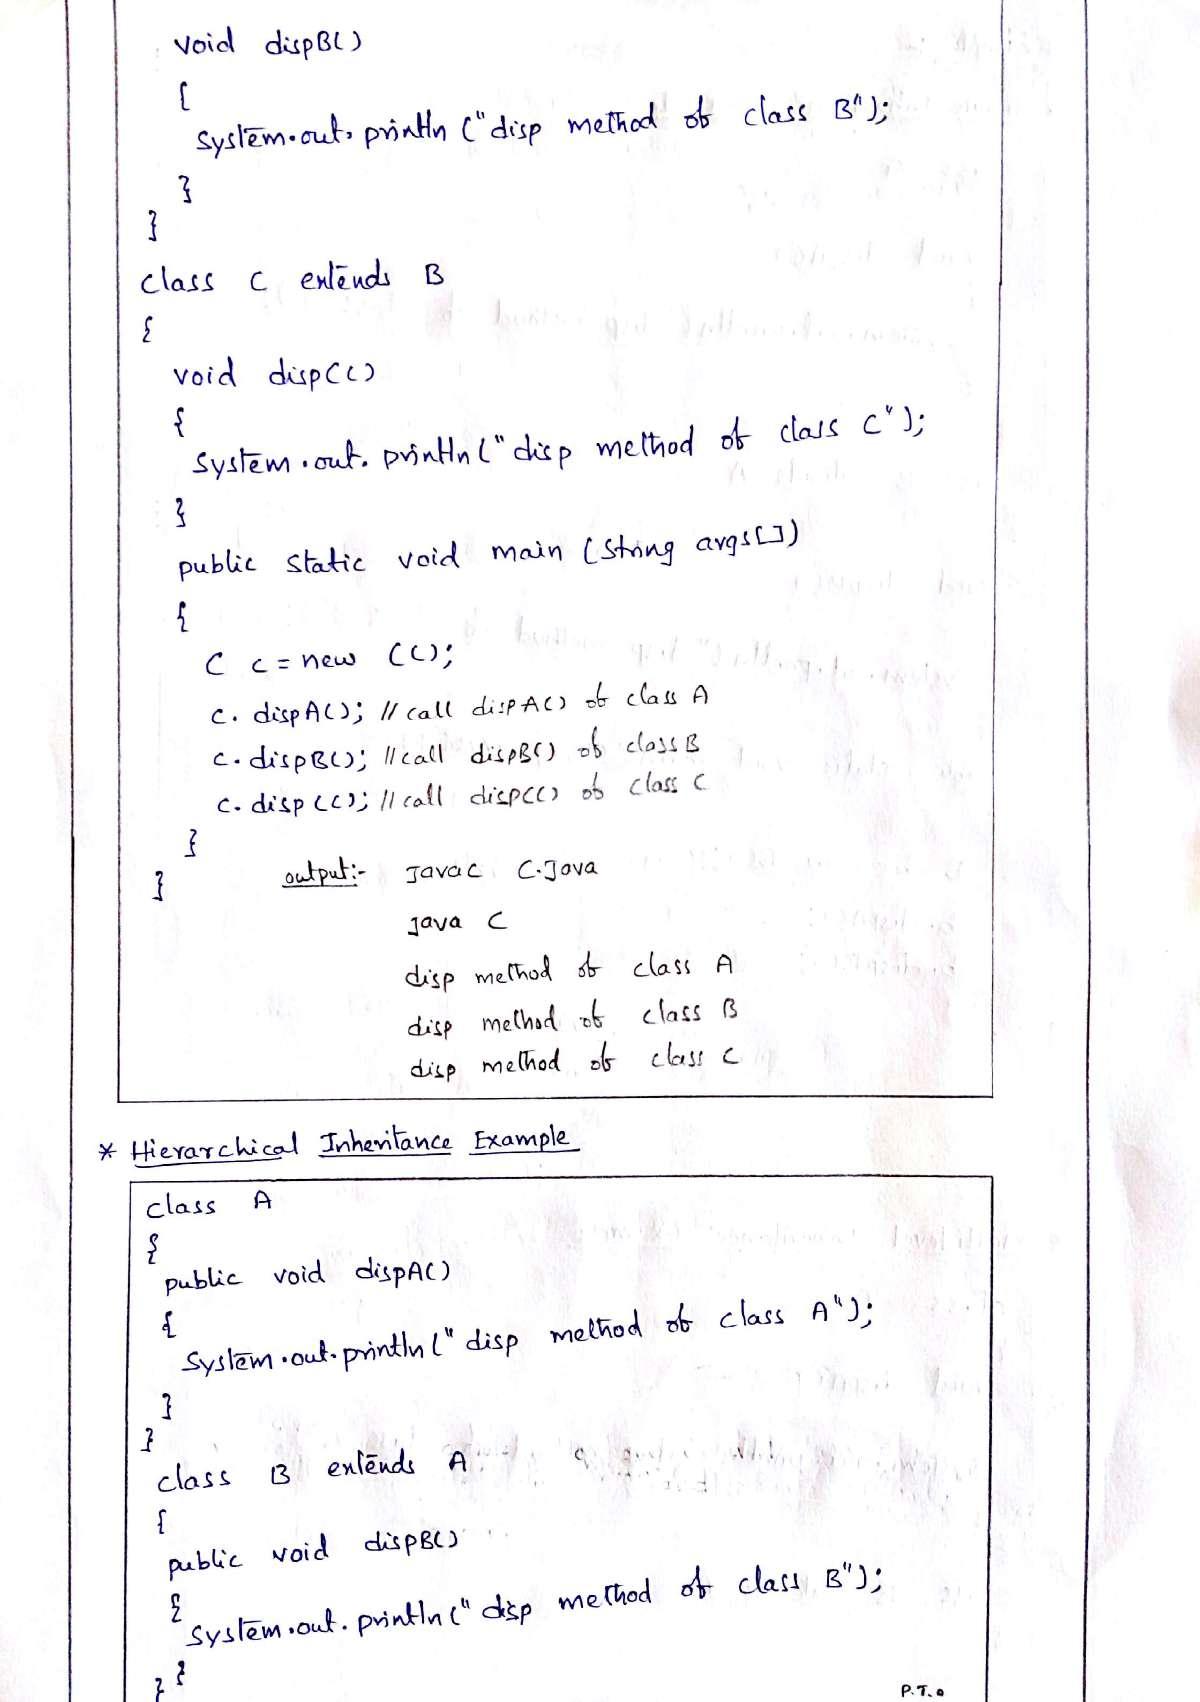 void dispB()
{
System.out.println ("disp method of class B");
}
}
class C extends B
{
void dispC()
{
System.out.println("disp method of class C");
}
public static void main (String args[])
{
C c = new C();
c. dispA(); // call dispA() of class A
c. dispB(); // call dispB() of class B
c. dispC(); // call dispC() of class C
}
}
output:- Javac C.Java
Java C
disp method of class A
disp method of class B
disp method of class C
* Hierarchical Inheritance Example
class A
{
public void dispA()
{
System.out.println(" disp method of class A");
}
}
class B extends A
{
public void dispB()
{
System.out.println(" disp method of class B");
}
}
P.T.O